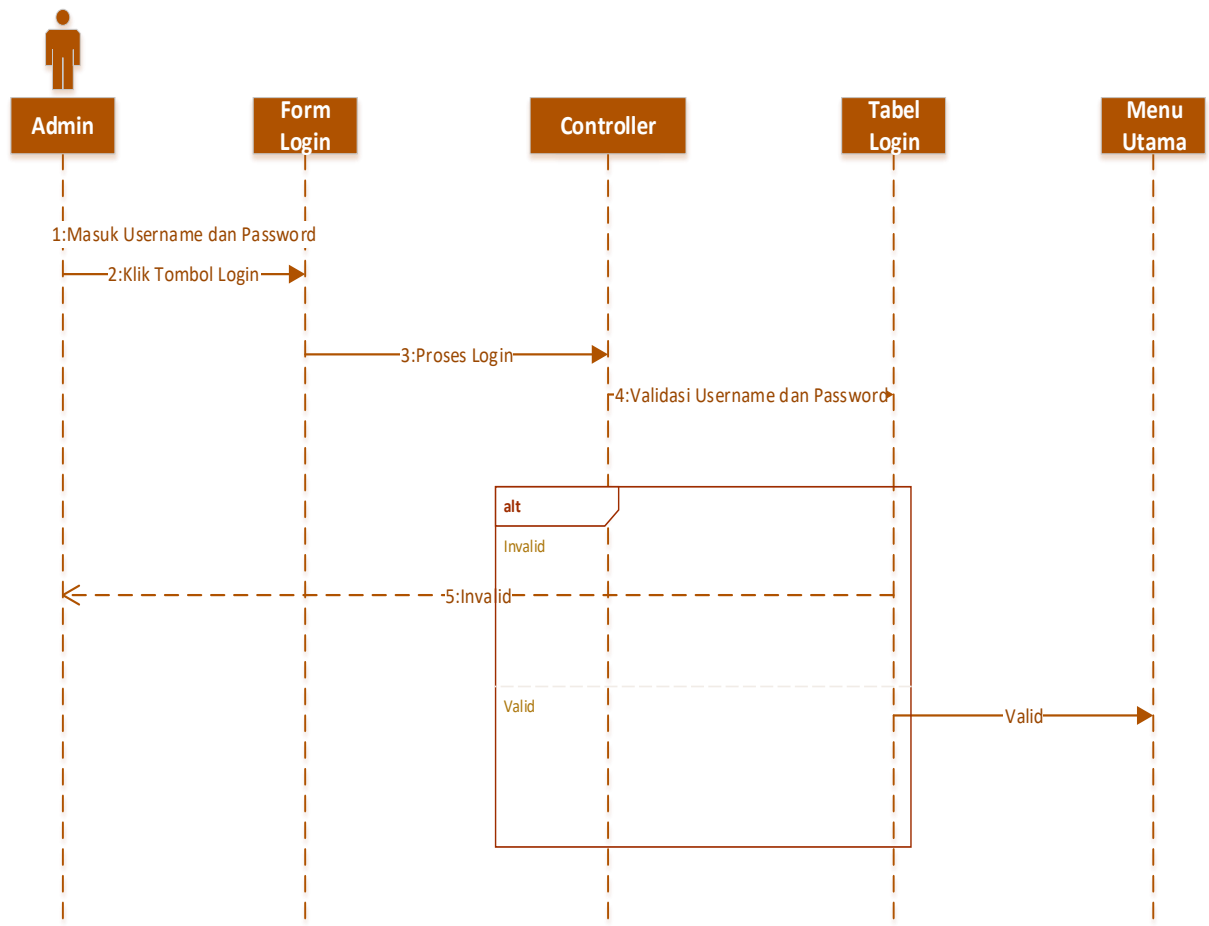 Admin
Form
Login
Controller
Tabel
Login
Menu
Utama
1:Masuk Username dan Password
2:Klik Tombol Login
3:Proses Login
4:Validasi Username dan Password
alt
Invalid
5:Invalid
Valid
Valid